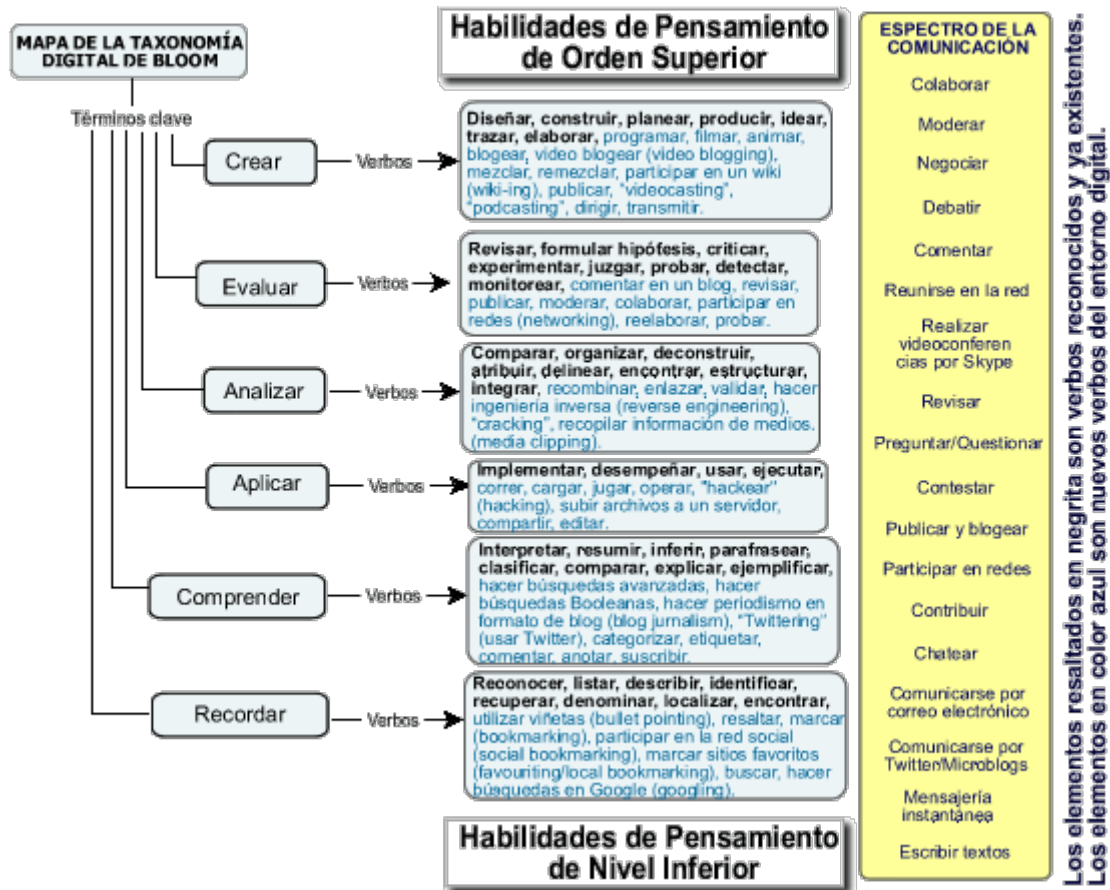 MAPA DE LA TAXONOMÍA
DIGITAL DE BLOOM
Términos clave
Habilidades de Pensamiento
de Orden Superior
Crear
Verbos
Diseñar, construir, planear, producir, idear,
trazar, elaborar, programar, filmar, animar,
blogear, video blogear (video blogging),
mezclar, remezclar, participar en un wiki
(wiki-ing), publicar, "videocasting",
"podcasting", dirigir, transmitir.
Evaluar
Verbos
Revisar, formular hipótesis, criticar,
experimentar, juzgar, probar, detectar,
monitorear, comentar en un blog, revisar,
publicar, moderar, colaborar, participar en
redes (networking), reelaborar, probar.
Analizar
Verbos
Comparar, organizar, deconstruir,
atribuir, delinear, encontrar, estructurar,
integrar, recombinar, enlazar, validar, hacer
ingeniería inversa (reverse engineering),
"cracking", recopilar información de medios.
(media clipping).
Aplicar
Verbos
Implementar, desempeñar, usar, ejecutar,
correr, cargar, jugar, operar, "hackear"
(hacking), subir archivos a un servidor,
compartir, editar.
Comprender
Verbos
Interpretar, resumir, inferir, parafrasear,
clasificar, comparar, explicar, ejemplificar,
hacer búsquedas avanzadas, hacer
búsquedas Booleanas, hacer periodismo en
formato de blog (blog jurnalism), "Twittering"
(usar Twitter), categorizar, etiquetar,
comentar, anotar, suscribir.
Recordar
Verbos
Reconocer, listar, describir, identificar,
recuperar, denominar, localizar, encontrar,
utilizar viñetas (bullet pointing), resaltar, marcar
(bookmarking), participar en la red social
(social bookmarking), marcar sitios favoritos
(favouriting/local bookmarking), buscar, hacer
búsquedas en Google (googling).
Habilidades de Pensamiento
de Nivel Inferior
ESPECTRO DE LA
COMUNICACIÓN
Colaborar
Moderar
Negociar
Debatir
Comentar
Reunirse en la red
Realizar
videoconferen
cias por Skype
Revisar
Preguntar/Questionar
Contestar
Publicar y blogear
Participar en redes
Contribuir
Chatear
Comunicarse por
correo electrónico
Comunicarse por
Twitter/Microblogs
Mensajería
instantánea
Escribir textos
Los elementos resaltados en negrita son verbos reconocidos y ya existentes.
Los elementos en color azul son nuevos verbos del entorno digital.